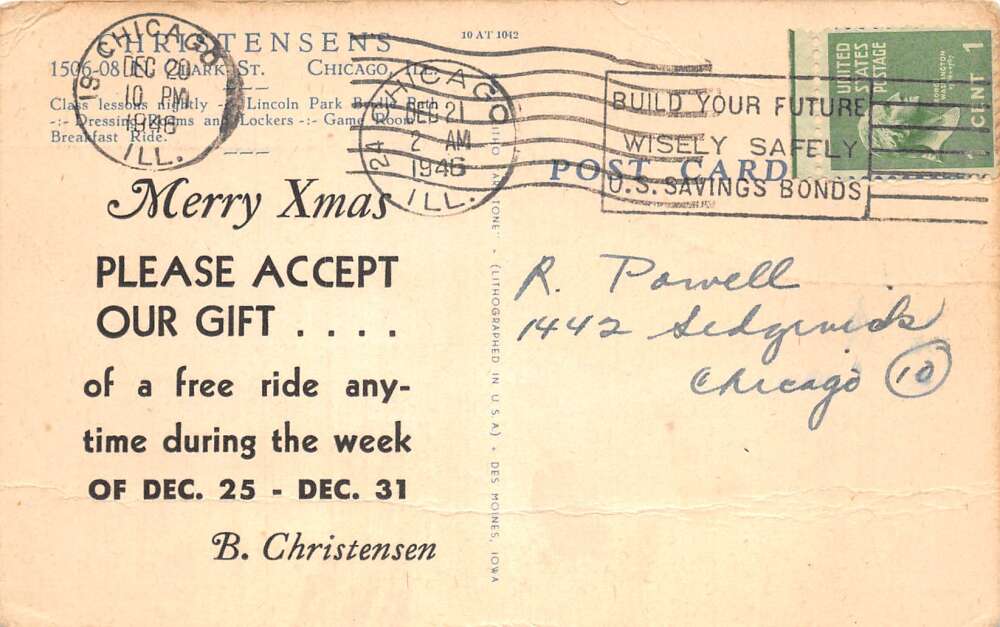 CHRISTENSEN'S
1506-08 N. CLARK ST. CHICAGO, ILL.
Class lessons nightly -:- Lincoln Park Bridle Path
-:- Dressing Rooms and Lockers -:- Game Room
Breakfast Ride.
Merry Xmas
PLEASE ACCEPT
OUR GIFT . . . .
of a free ride any-
time during the week
OF DEC. 25 - DEC. 31
B. Christensen
10 AT 1042
CHICAGO
DEC 20
10 PM
1946
ILL.
CHICAGO 24
DEC 21
2 AM
1946
ILL.
BUILD YOUR FUTURE
WISELY SAFELY
U.S. SAVINGS BONDS
UNITED
STATES
POSTAGE
1
CENT
POST CARD
(LITHOGRAPHED IN U.S.A.) • DES MOINES, IOWA
R. Powell
1442 Sedgwick
Chicago 10